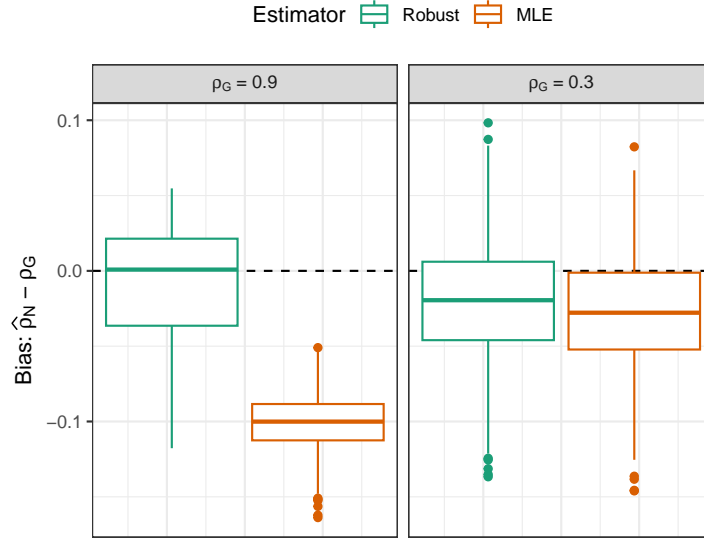 Estimator Robust MLE
ρG = 0.9
ρG = 0.3
0.1
0.0
−0.1
Bias: ρ̂N − ρG